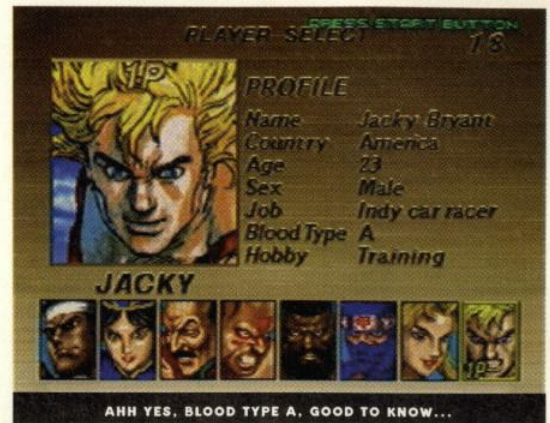 PRESS START BUTTON
PLAYER SELECT 18
1P
PROFILE
Name Jacky Bryant
Country America
Age 23
Sex Male
Job Indy car racer
Blood Type A
Hobby Training
JACKY
1P
AHH YES, BLOOD TYPE A, GOOD TO KNOW...